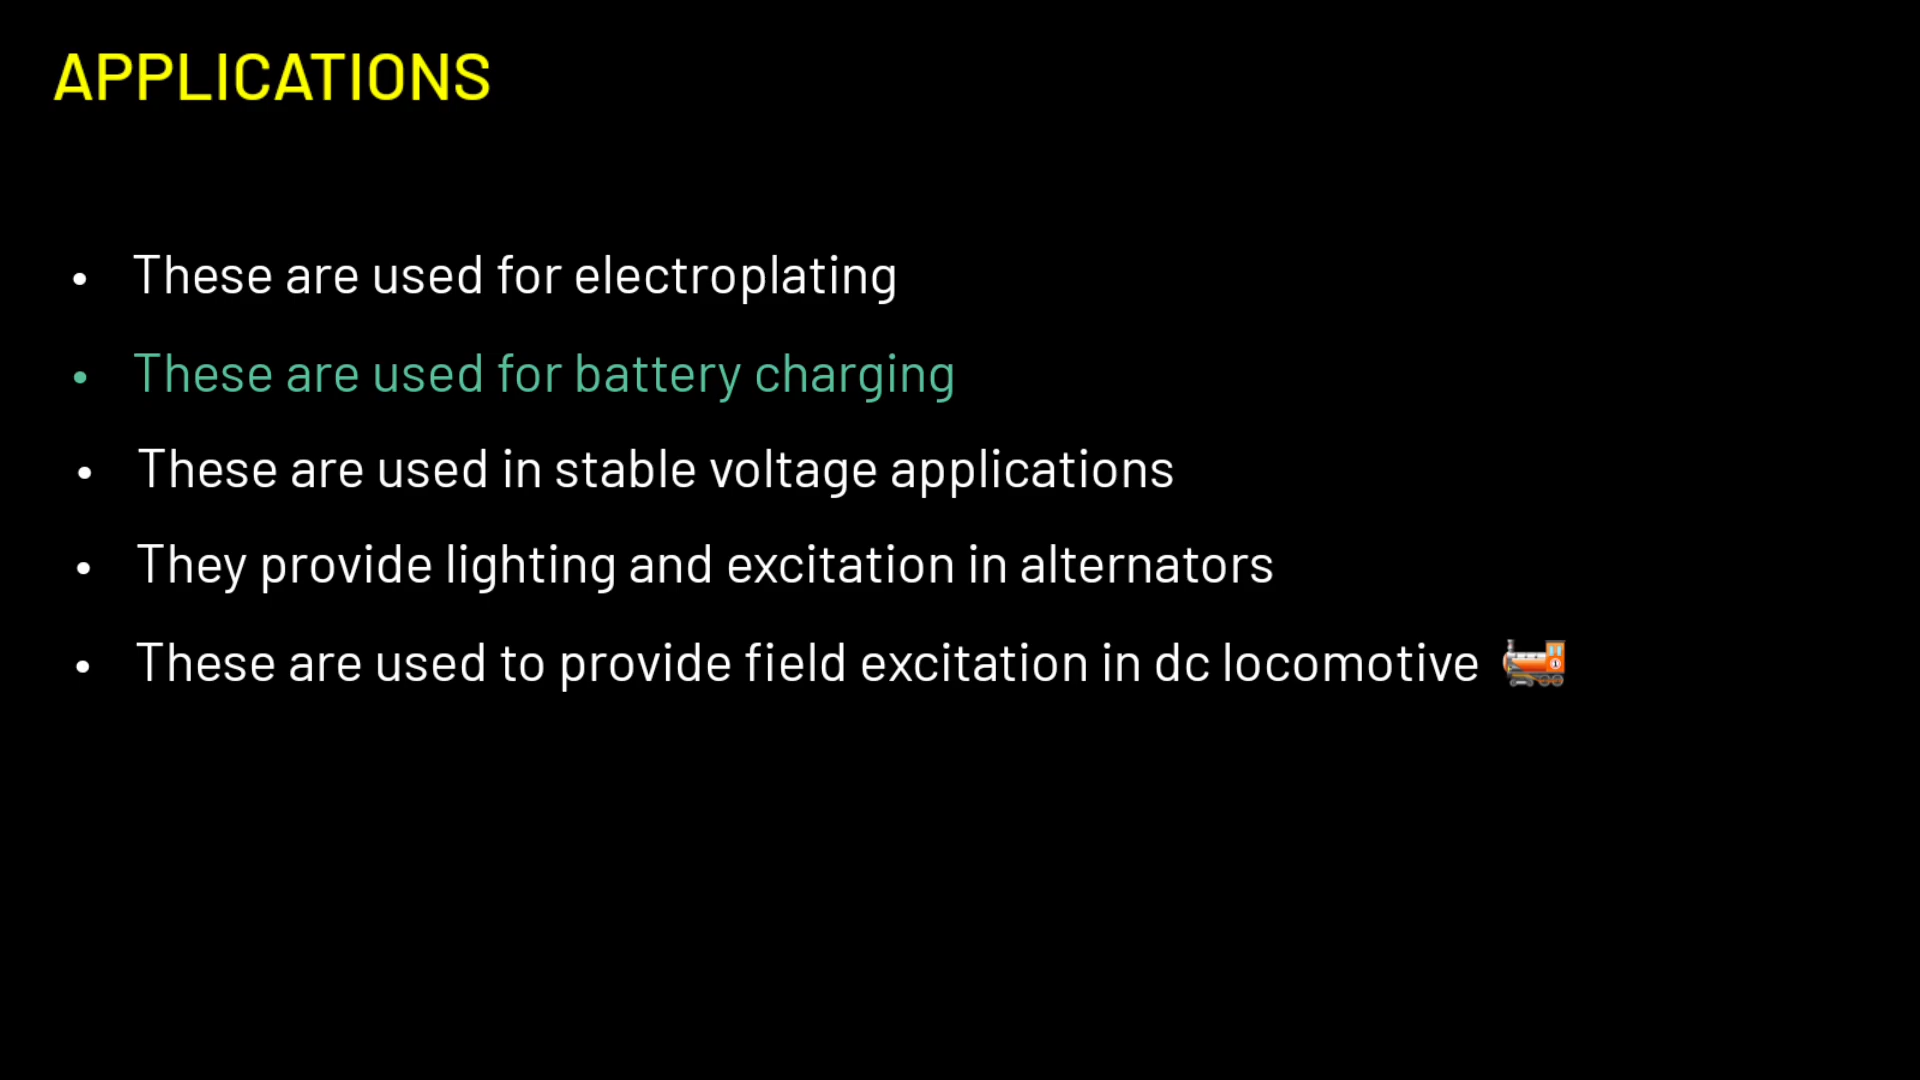 APPLICATIONS
• These are used for electroplating
• These are used for battery charging
• These are used in stable voltage applications
• They provide lighting and excitation in alternators
• These are used to provide field excitation in dc locomotive 🚂